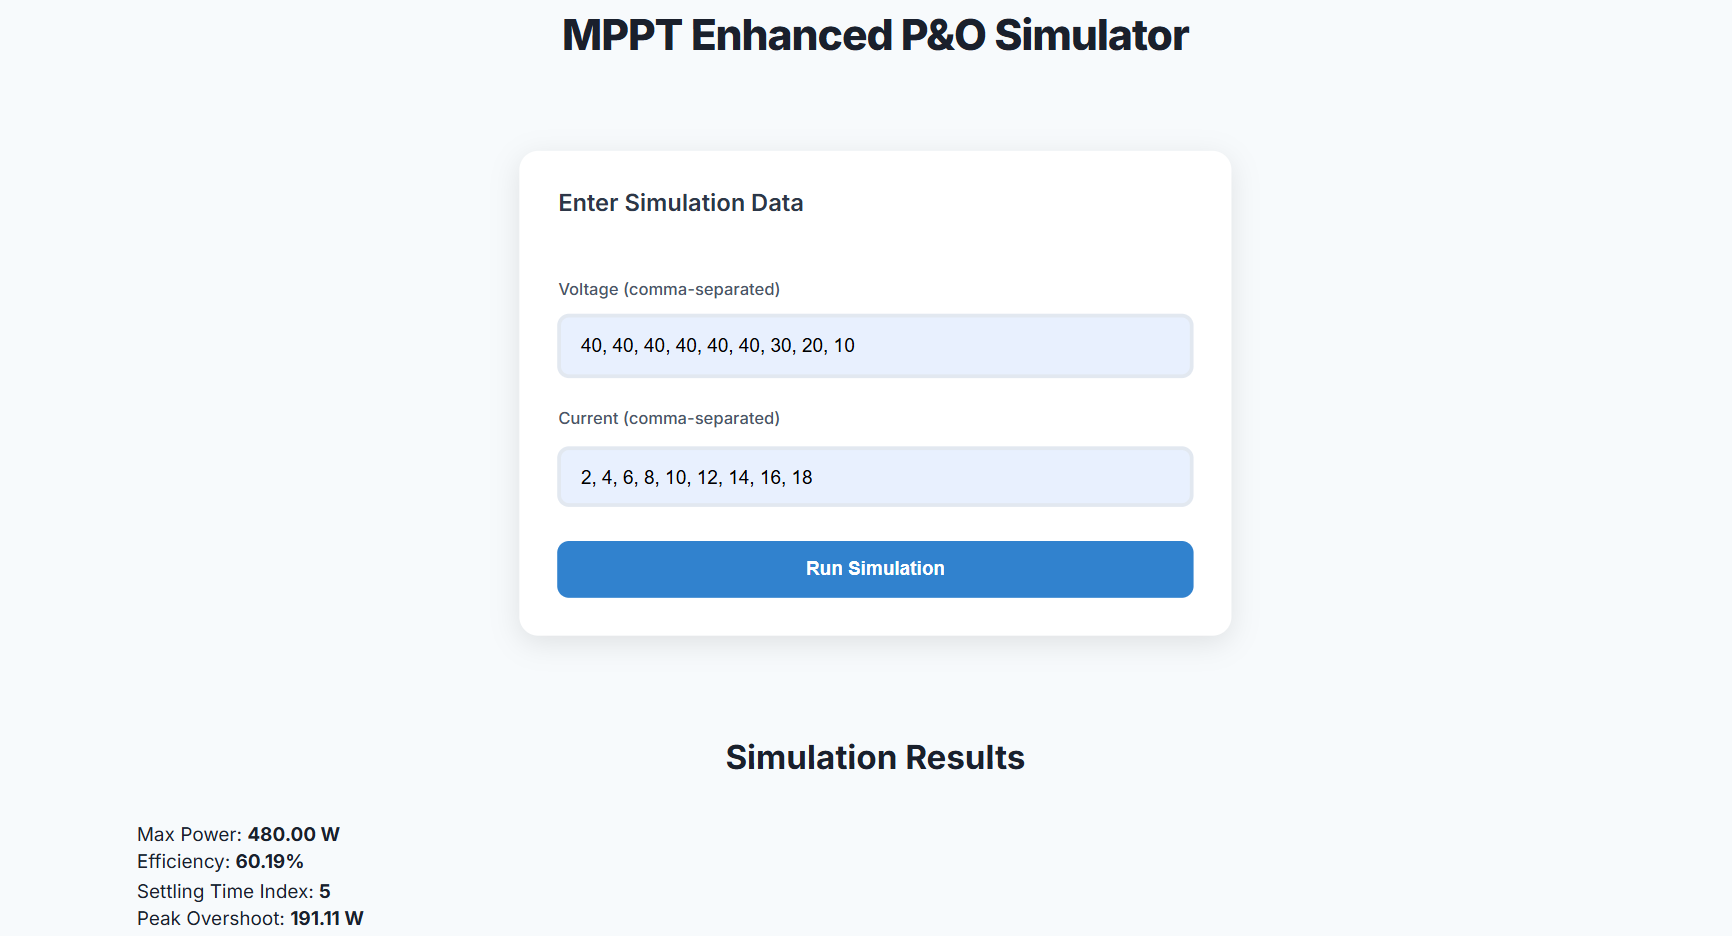 MPPT Enhanced P&O Simulator
Enter Simulation Data
Voltage (comma-separated)
40, 40, 40, 40, 40, 40, 30, 20, 10
Current (comma-separated)
2, 4, 6, 8, 10, 12, 14, 16, 18
Run Simulation
Simulation Results
Max Power: 480.00 W
Efficiency: 60.19%
Settling Time Index: 5
Peak Overshoot: 191.11 W